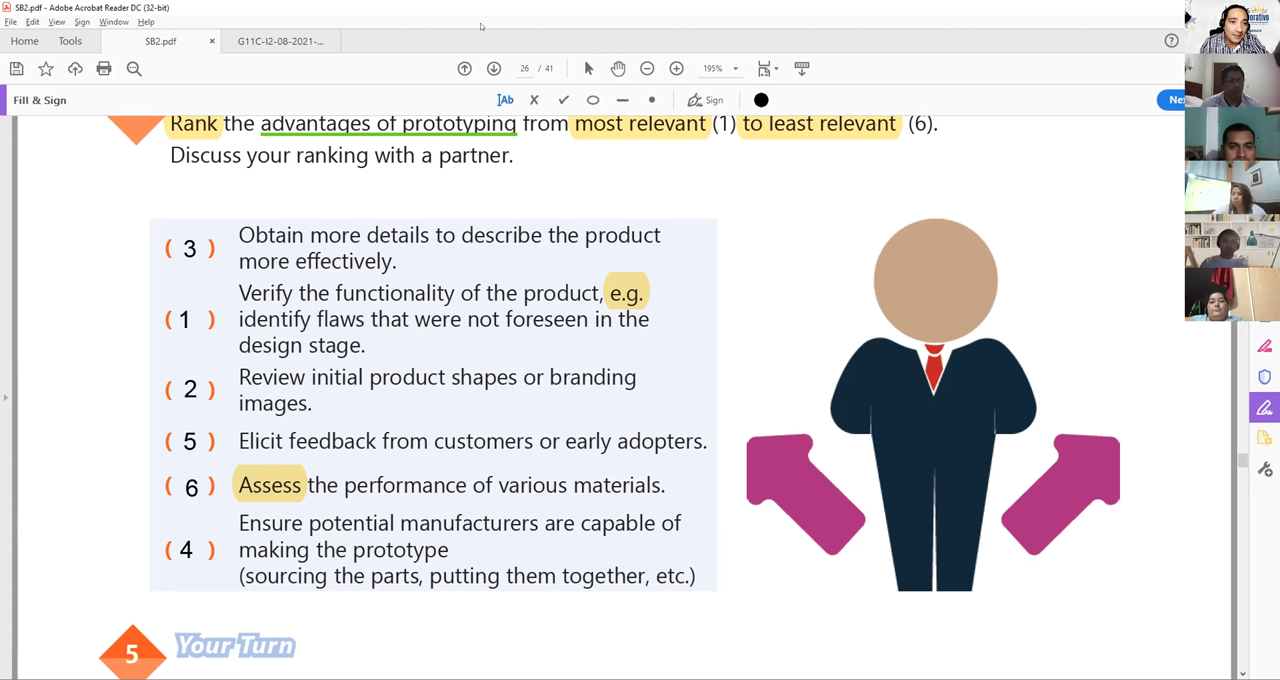 SB2.pdf - Adobe Acrobat Reader DC (32-bit)
File Edit View Sign Window Help
Home Tools SB2.pdf × G11C-I2-08-2021-...
26 / 41 195%
Fill & Sign Ab Sign
Rank the advantages of prototyping from most relevant (1) to least relevant (6).
Discuss your ranking with a partner.
( 3 ) Obtain more details to describe the product
more effectively.
Verify the functionality of the product, e.g.
( 1 ) identify flaws that were not foreseen in the
design stage.
( 2 ) Review initial product shapes or branding
images.
( 5 ) Elicit feedback from customers or early adopters.
( 6 ) Assess the performance of various materials.
Ensure potential manufacturers are capable of
( 4 ) making the prototype
(sourcing the parts, putting them together, etc.)
5 Your Turn